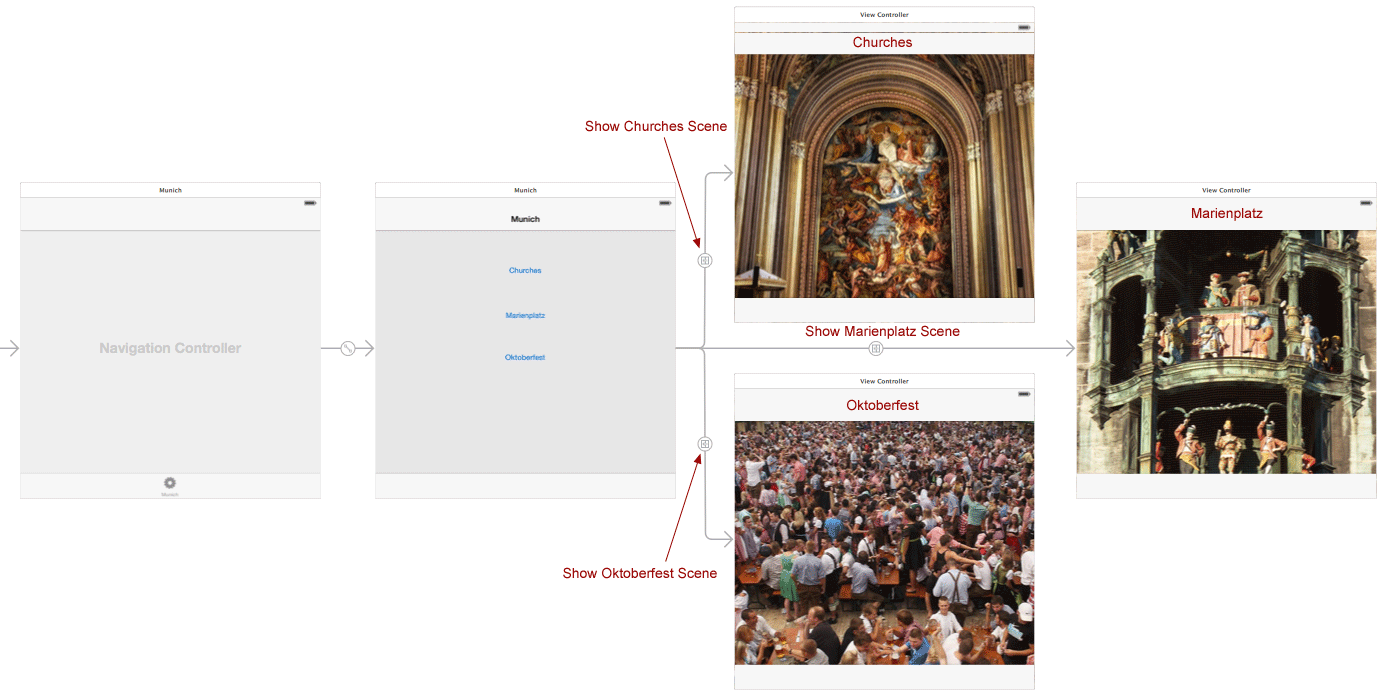 View Controller
Churches
Show Churches Scene
Munich
Munich
View Controller
Munich
Marienplatz
Churches
Marienplatz
Show Marienplatz Scene
Navigation Controller
Oktoberfest
View Controller
Oktoberfest
Munich
Show Oktoberfest Scene